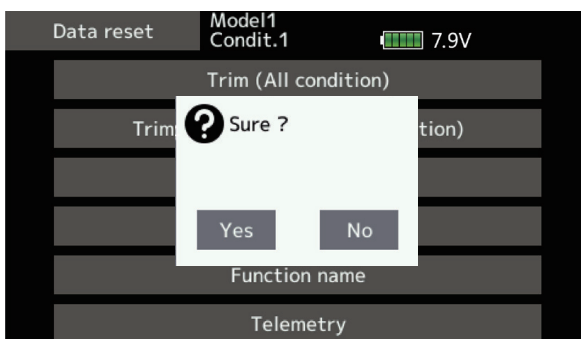 Data reset
Model1
Condit.1
7.9V
Trim (All condition)
Trim
tion)
Sure ?
Yes
No
Function name
Telemetry